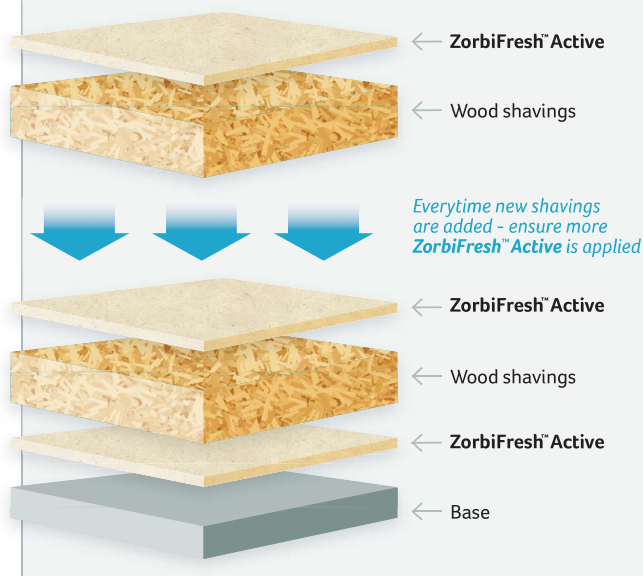 ZorbiFresh™ Active
Wood shavings
Everytime new shavings
are added - ensure more
ZorbiFresh™ Active is applied
ZorbiFresh™ Active
Wood shavings
ZorbiFresh™ Active
Base